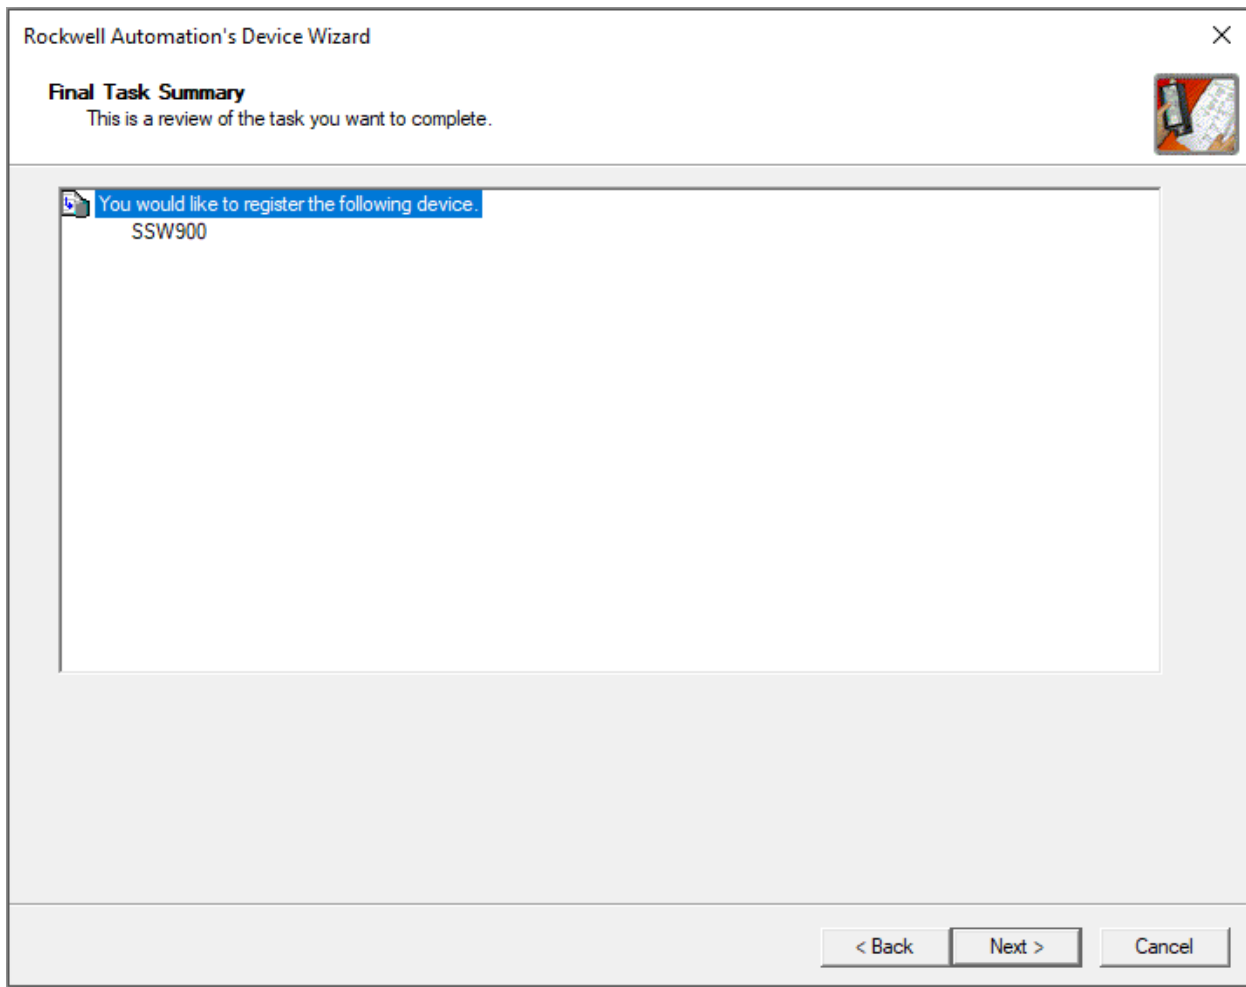 Rockwell Automation's Device Wizard
Final Task Summary
This is a review of the task you want to complete.
You would like to register the following device.
SSW900
< Back
Next >
Cancel